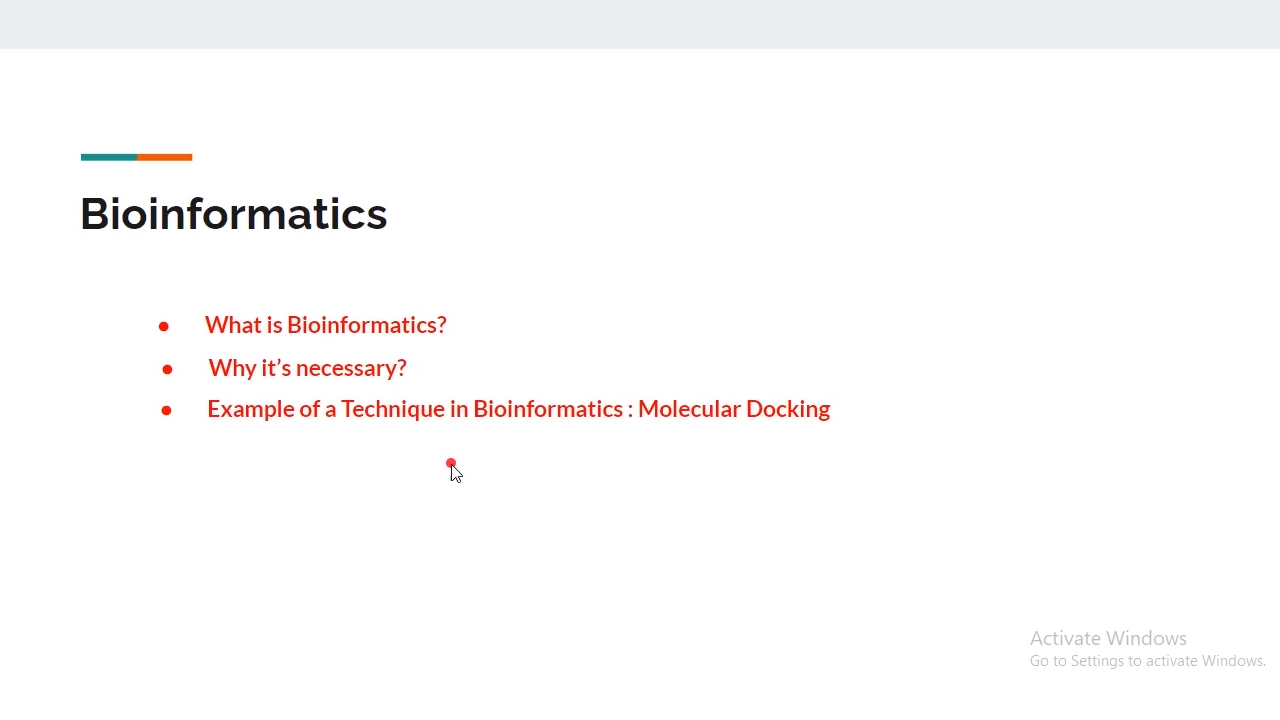 Bioinformatics
● What is Bioinformatics?
● Why it’s necessary?
● Example of a Technique in Bioinformatics : Molecular Docking
Activate Windows
Go to Settings to activate Windows.